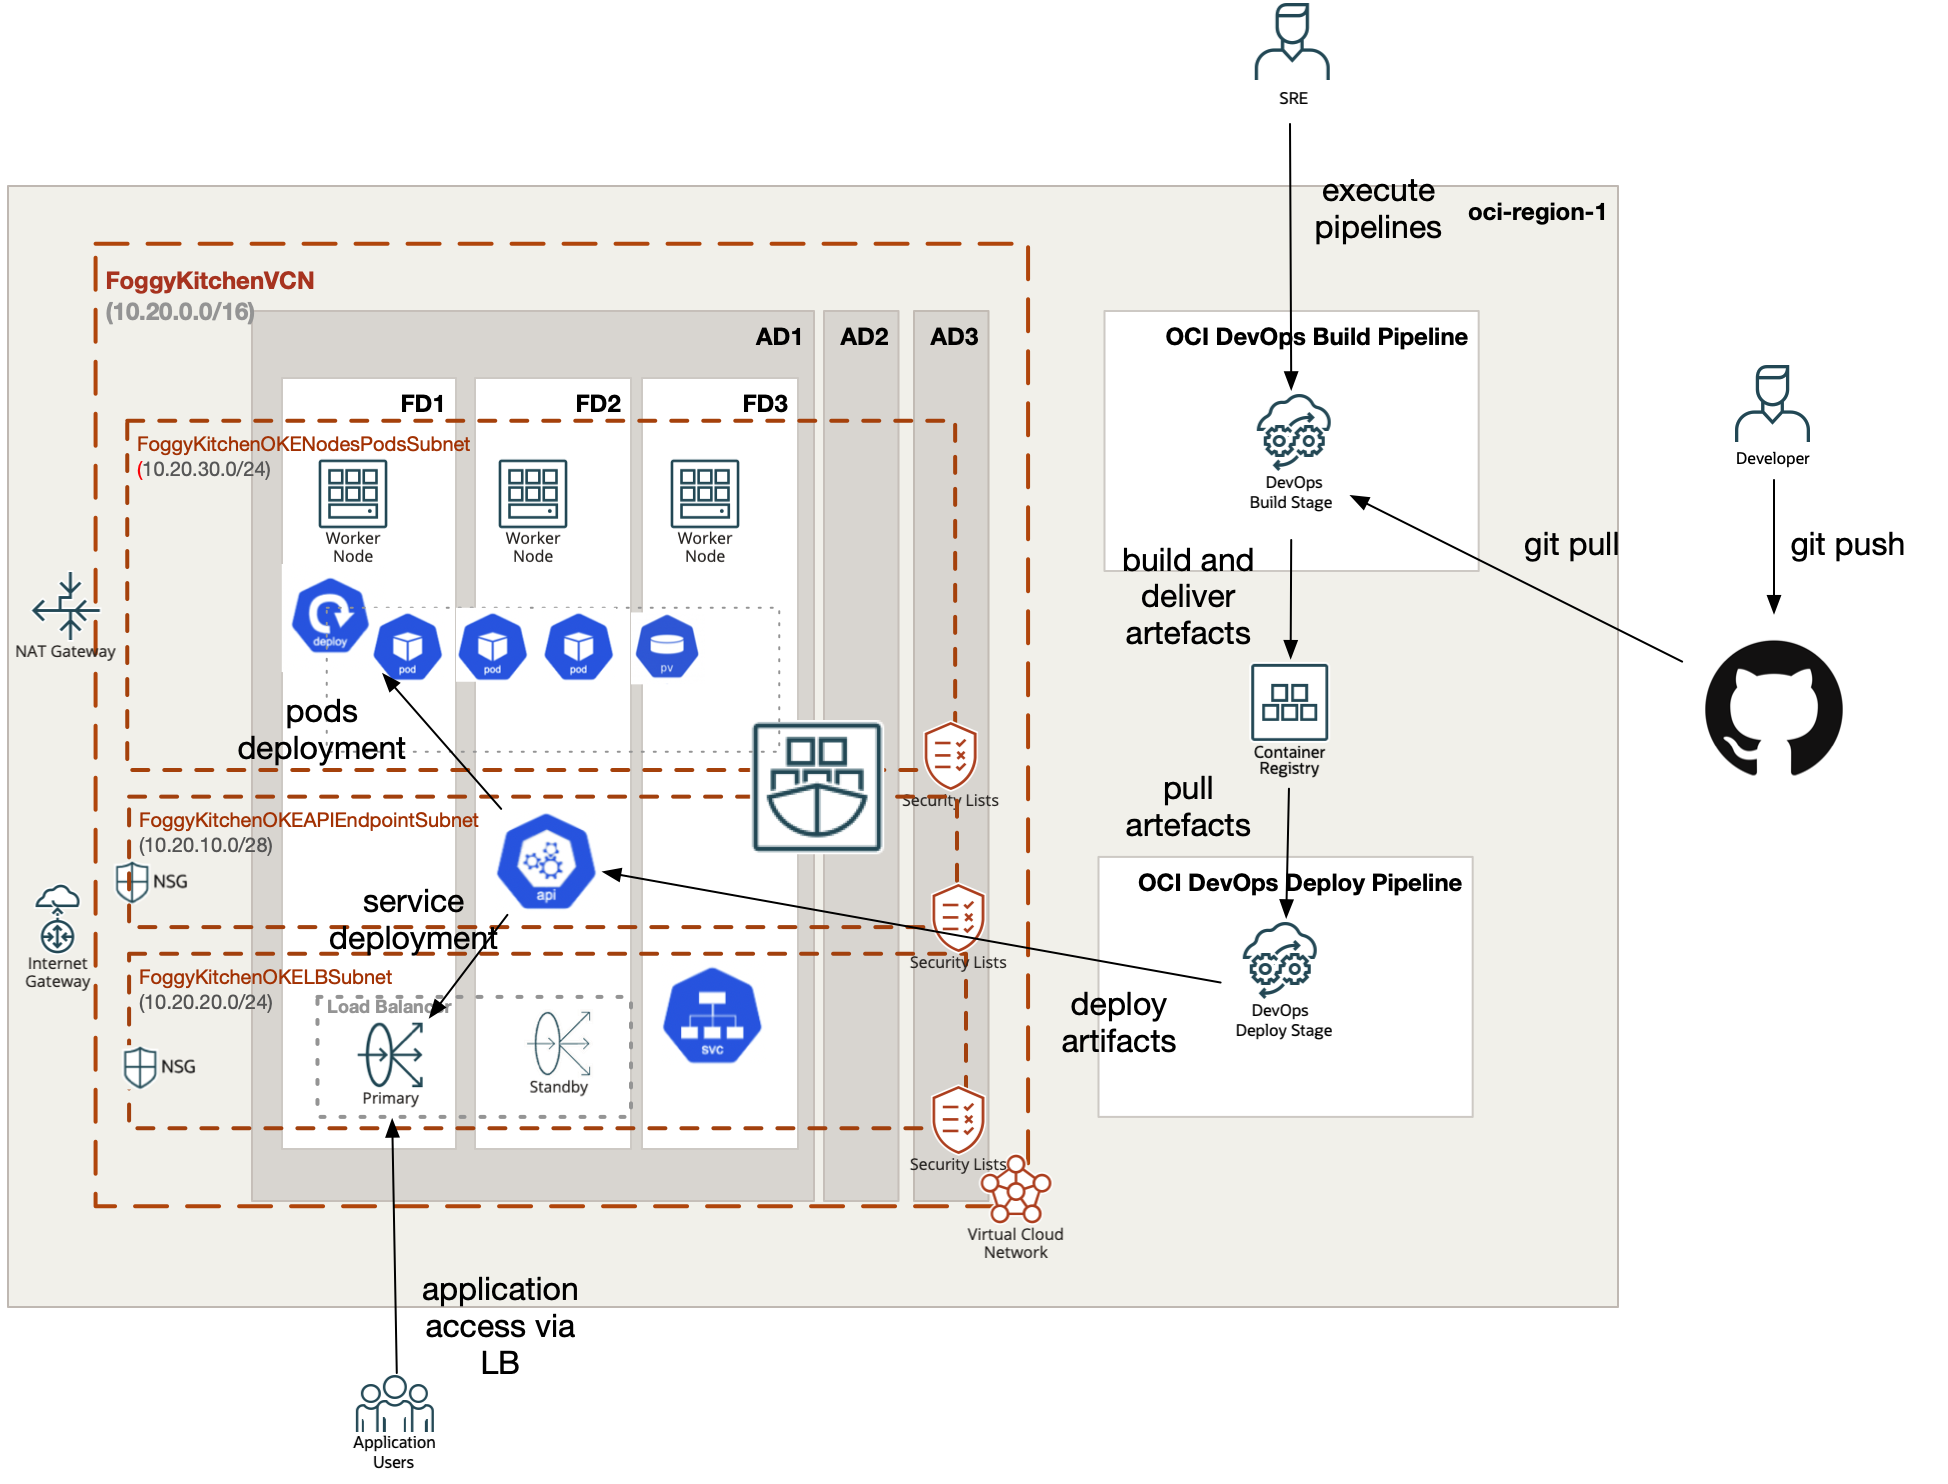 SRE
execute
pipelines
oci-region-1
FoggyKitchenVCN
(10.20.0.0/16)
AD1
AD2
AD3
OCI DevOps Build Pipeline
FD1
FD2
FD3
FoggyKitchenOKENodesPodsSubnet
(10.20.30.0/24)
Worker
Node
Worker
Node
Worker
Node
DevOps
Build Stage
Developer
git pull
git push
build and
deliver
artefacts
NAT Gateway
deploy
pod
pod
pod
pv
pods
deployment
Security Lists
Container
Registry
pull
artefacts
FoggyKitchenOKEAPIEndpointSubnet
(10.20.10.0/28)
NSG
api
service
deployment
Security Lists
OCI DevOps Deploy Pipeline
Internet
Gateway
FoggyKitchenOKELBSubnet
(10.20.20.0/24)
NSG
Load Balancer
Primary
Standby
svc
deploy
artifacts
DevOps
Deploy Stage
Security Lists
Virtual Cloud
Network
application
access via
LB
Application
Users